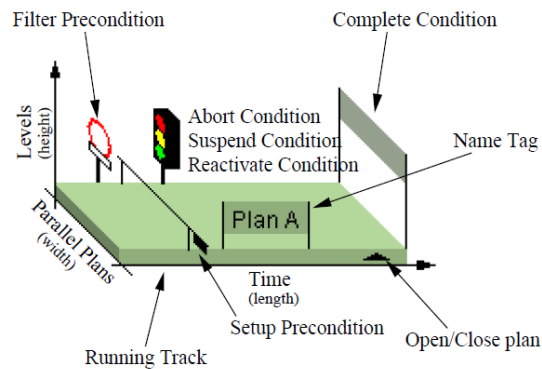 Filter Precondition
Complete Condition
Levels
(height)
Abort Condition
Suspend Condition
Reactivate Condition
Name Tag
Parallel Plans
(width)
Plan A
Time
(length)
Setup Precondition
Open/Close plan
Running Track